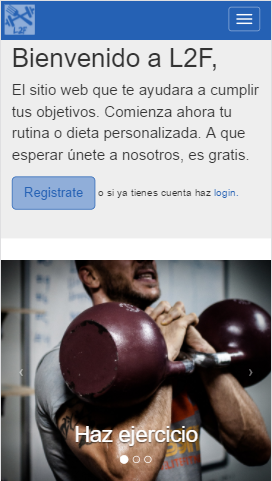 L2F
Bienvenido a L2F,
El sitio web que te ayudara a cumplir
tus objetivos. Comienza ahora tu
rutina o dieta personalizada. A que
esperar únete a nosotros, es gratis.
Registrate o si ya tienes cuenta haz login.
Haz ejercicio